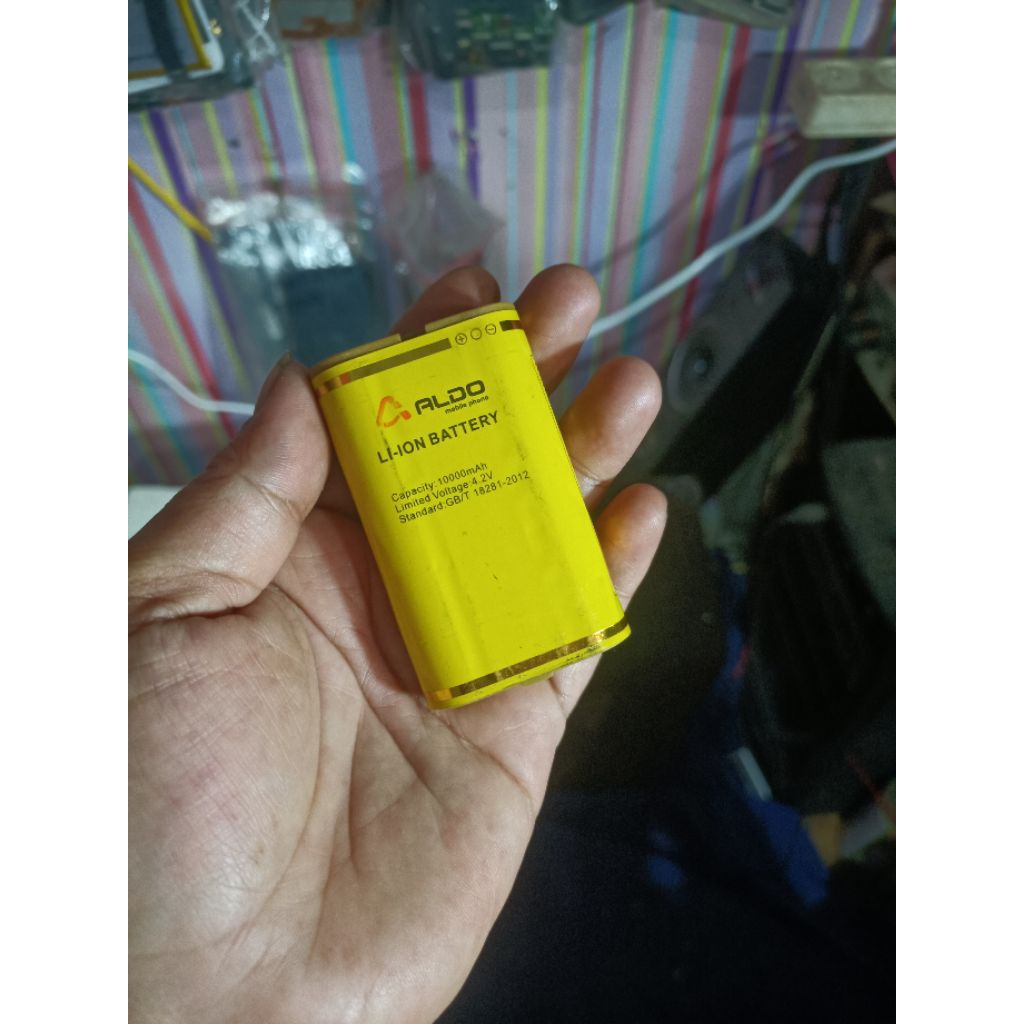 ALDO
mobile phone
LI-ION BATTERY
Capacity:10000mAh
Limited Voltage:4.2V
Standard:GB/T 18281-2012